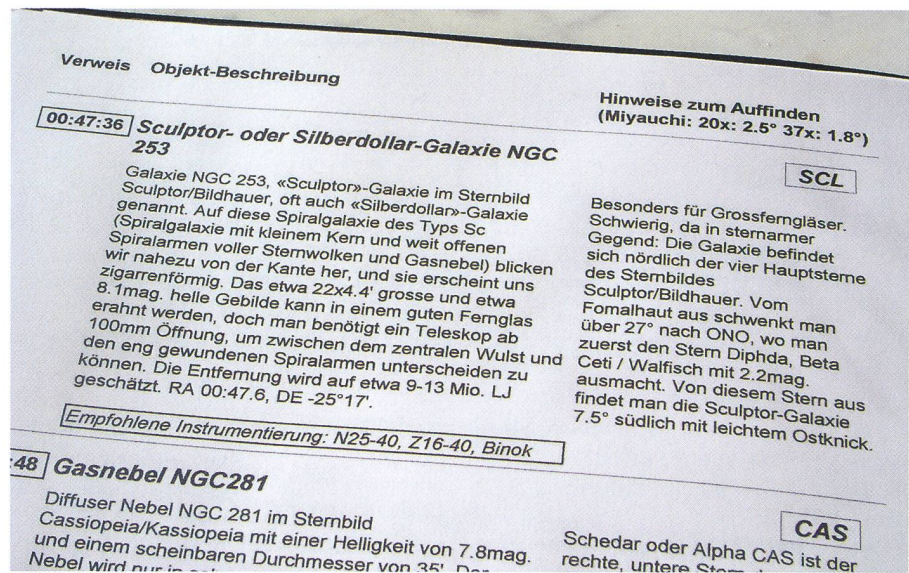 Verweis Objekt-Beschreibung
Hinweise zum Auffinden
(Miyauchi: 20x: 2.5° 37x: 1.8°)
00:47:36 Sculptor- oder Silberdollar-Galaxie NGC
253
SCL
Galaxie NGC 253, «Sculptor»-Galaxie im Sternbild
Sculptor/Bildhauer, oft auch «Silberdollar»-Galaxie
genannt. Auf diese Spiralgalaxie des Typs Sc
(Spiralgalaxie mit kleinem Kern und weit offenen
Spiralarmen voller Sternwolken und Gasnebel) blicken
wir nahezu von der Kante her, und sie erscheint uns
zigarrenförmig. Das etwa 22x4.4' grosse und etwa
8.1mag. helle Gebilde kann in einem guten Fernglas
erahnt werden, doch man benötigt ein Teleskop ab
100mm Öffnung, um zwischen dem zentralen Wulst und
den eng gewundenen Spiralarmen unterscheiden zu
können. Die Entfernung wird auf etwa 9-13 Mio. LJ
geschätzt. RA 00:47.6, DE -25°17'.
Besonders für Grossferngläser.
Schwierig, da in sternarmer
Gegend: Die Galaxie befindet
sich nördlich der vier Hauptsterne
des Sternbildes
Sculptor/Bildhauer. Vom
Fomalhaut aus schwenkt man
über 27° nach ONO, wo man
zuerst den Stern Diphda, Beta
Ceti / Walfisch mit 2.2mag.
ausmacht. Von diesem Stern aus
findet man die Sculptor-Galaxie
7.5° südlich mit leichtem Ostknick.
Empfohlene Instrumentierung: N25-40, Z16-40, Binok
:48 Gasnebel NGC281
CAS
Diffuser Nebel NGC 281 im Sternbild
Cassiopeia/Kassiopeia mit einer Helligkeit von 7.8mag.
und einem scheinbaren Durchmesser von 35'. Der
Nebel wird nur in
Schedar oder Alpha CAS ist der
rechte, untere